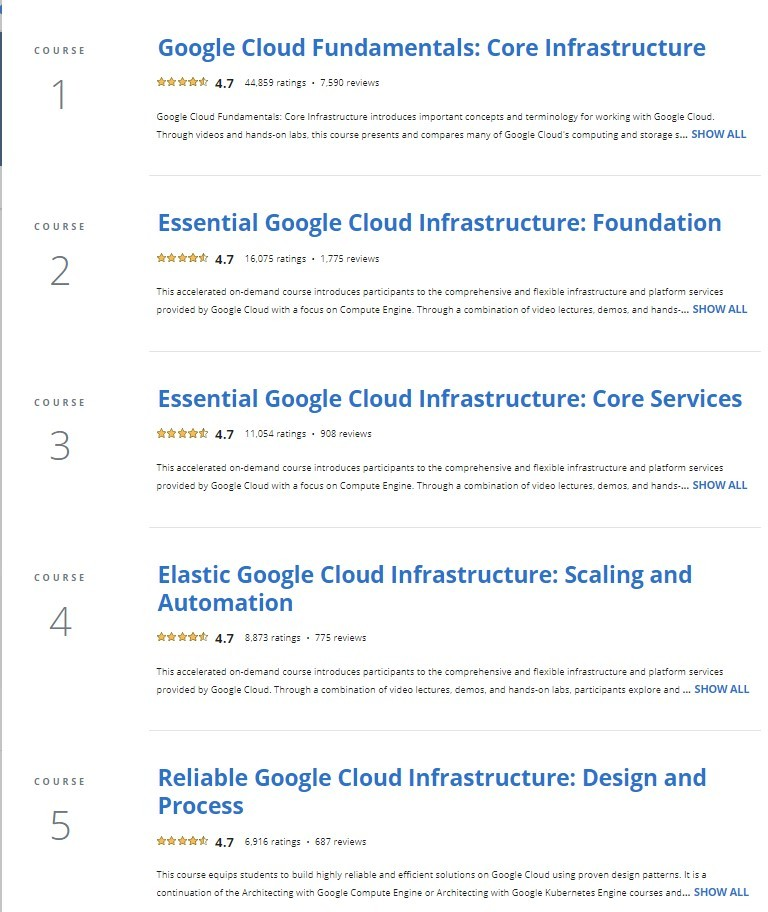 COURSE
1
Google Cloud Fundamentals: Core Infrastructure
4.7 44,859 ratings • 7,590 reviews
Google Cloud Fundamentals: Core Infrastructure introduces important concepts and terminology for working with Google Cloud.
Through videos and hands-on labs, this course presents and compares many of Google Cloud's computing and storage s... SHOW ALL
COURSE
2
Essential Google Cloud Infrastructure: Foundation
4.7 16,075 ratings • 1,775 reviews
This accelerated on-demand course introduces participants to the comprehensive and flexible infrastructure and platform services
provided by Google Cloud with a focus on Compute Engine. Through a combination of video lectures, demos, and hands-... SHOW ALL
COURSE
3
Essential Google Cloud Infrastructure: Core Services
4.7 11,054 ratings • 908 reviews
This accelerated on-demand course introduces participants to the comprehensive and flexible infrastructure and platform services
provided by Google Cloud with a focus on Compute Engine. Through a combination of video lectures, demos, and hands-... SHOW ALL
COURSE
4
Elastic Google Cloud Infrastructure: Scaling and
Automation
4.7 8,873 ratings • 775 reviews
This accelerated on-demand course introduces participants to the comprehensive and flexible infrastructure and platform services
provided by Google Cloud. Through a combination of video lectures, demos, and hands-on labs, participants explore and ... SHOW ALL
COURSE
5
Reliable Google Cloud Infrastructure: Design and
Process
4.7 6,916 ratings • 687 reviews
This course equips students to build highly reliable and efficient solutions on Google Cloud using proven design patterns. It is a
continuation of the Architecting with Google Compute Engine or Architecting with Google Kubernetes Engine courses and... SHOW ALL